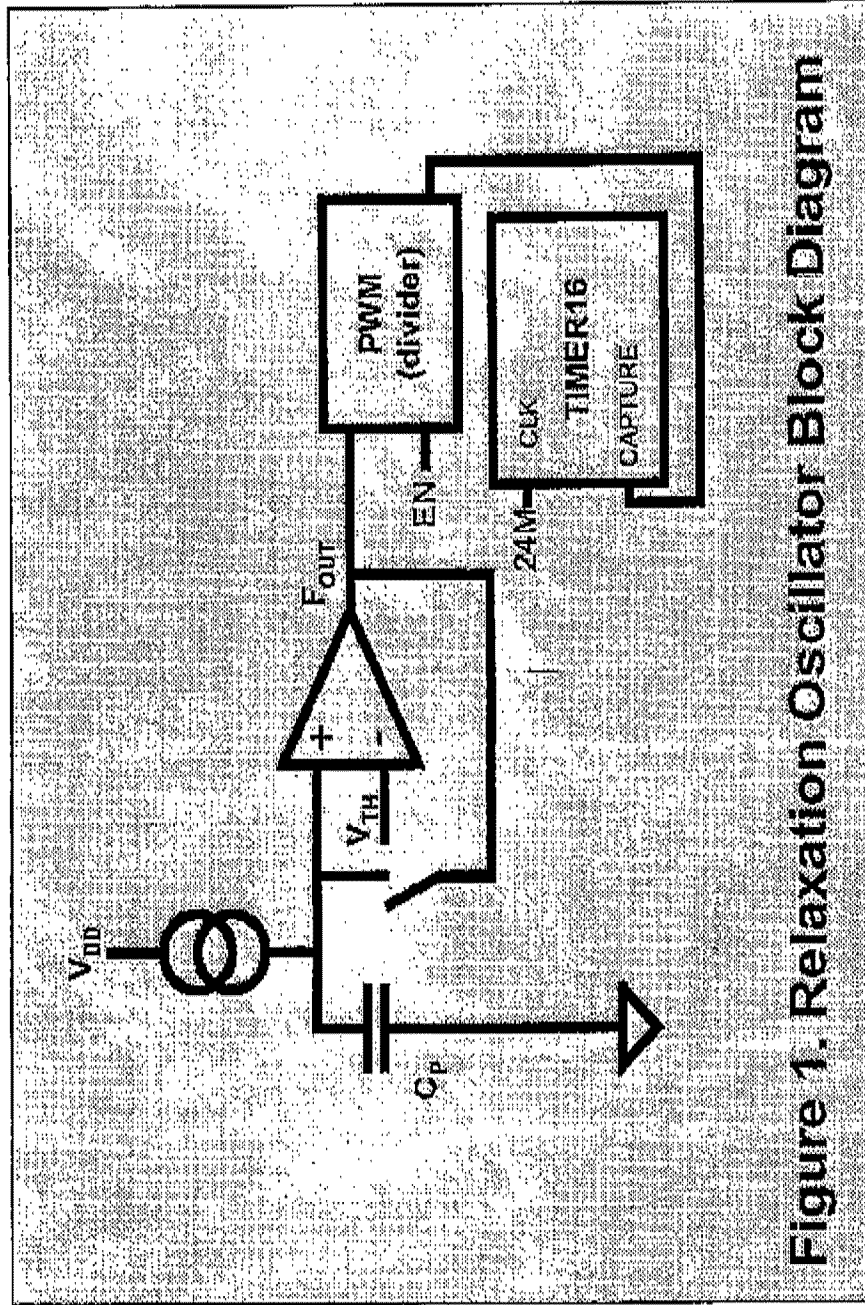 V_DD
C_P
V_TH
+
-
F_OUT
EN
PWM
(divider)
24M
CLK
TIMER16
CAPTURE
Figure 1. Relaxation Oscillator Block Diagram